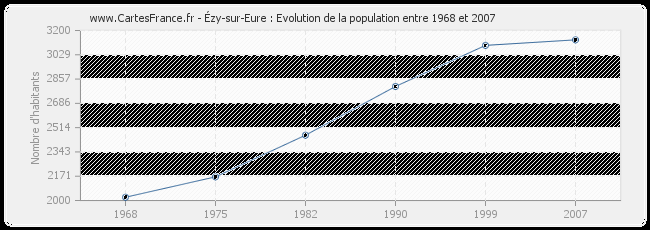 www.CartesFrance.fr - Ézy-sur-Eure : Evolution de la population entre 1968 et 2007
Nombre d'habitants
3200
3029
2857
2686
2514
2343
2171
2000
1968 1975 1982 1990 1999 2007